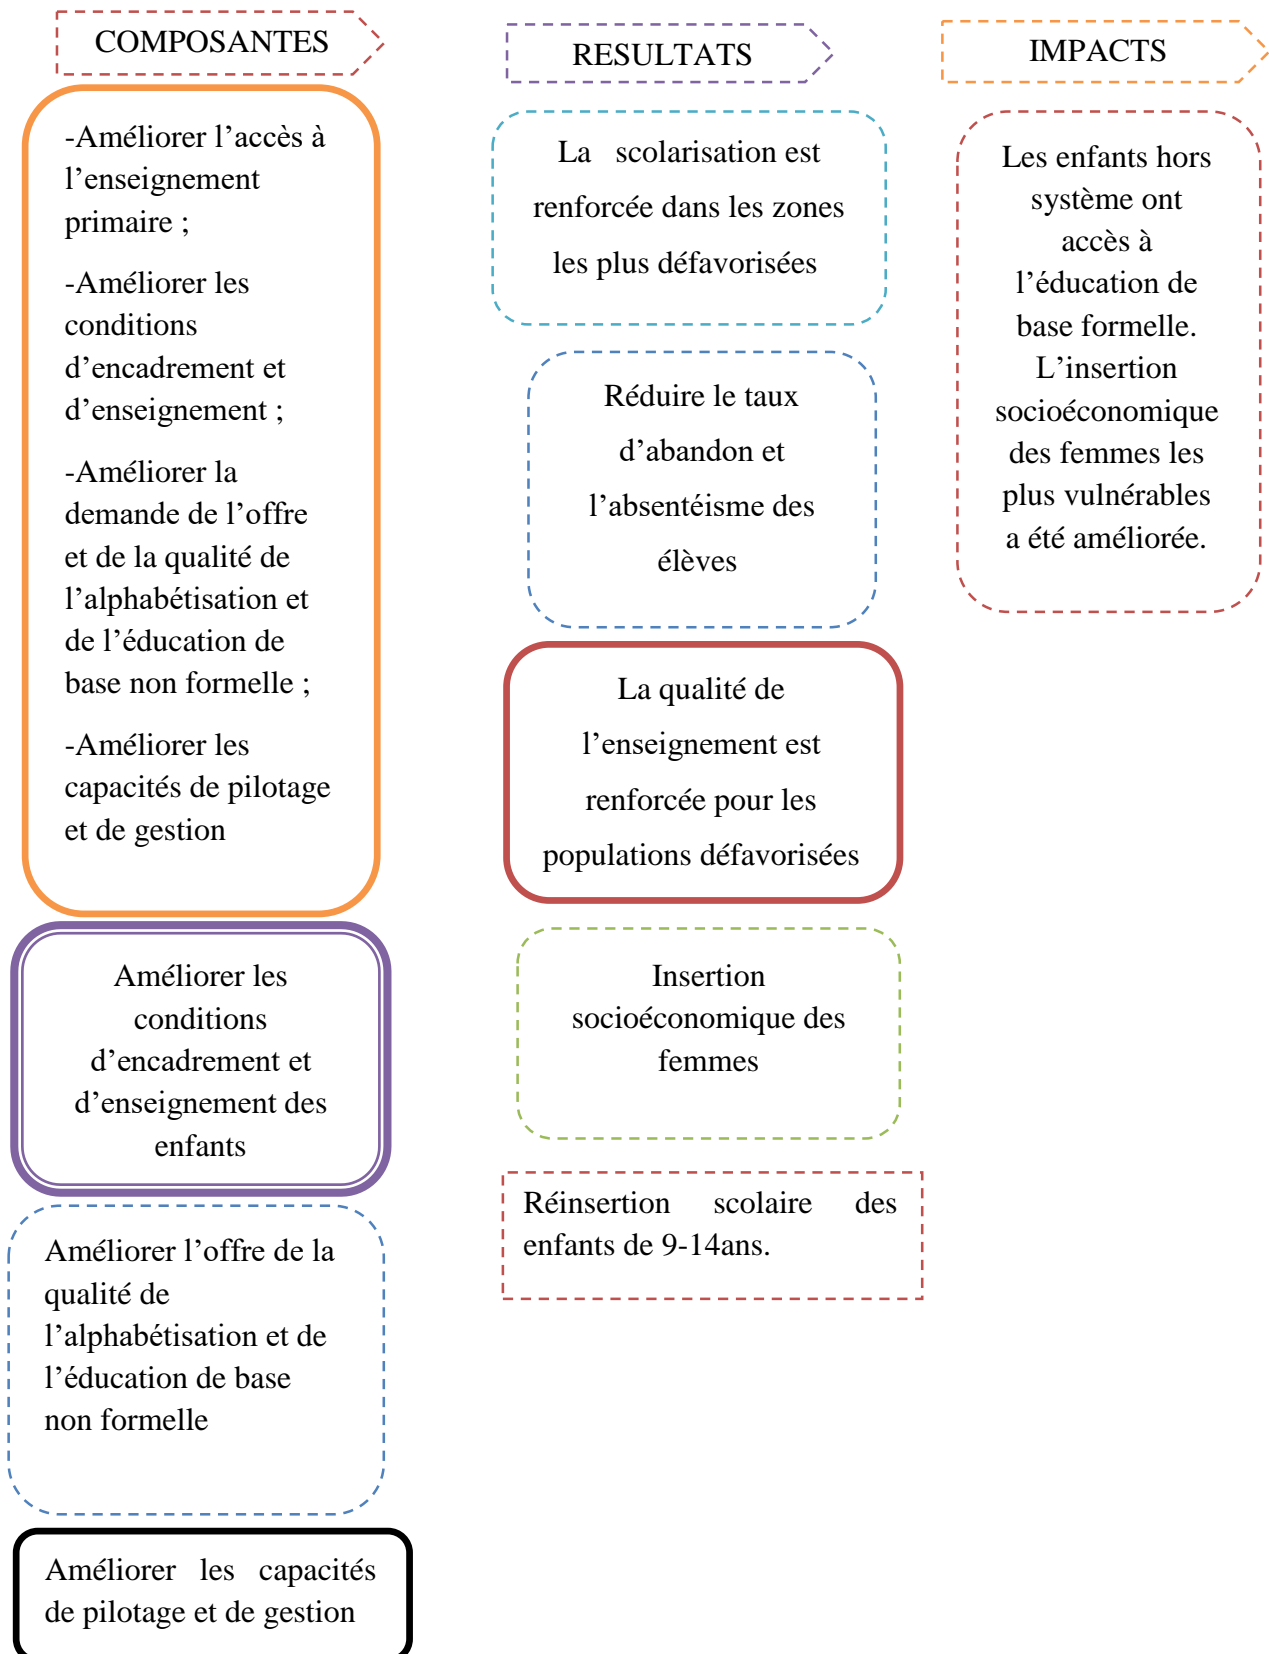 COMPOSANTES
-Améliorer l’accès à
l’enseignement
primaire ;
-Améliorer les
conditions
d’encadrement et
d’enseignement ;
-Améliorer la
demande de l’offre
et de la qualité de
l’alphabétisation et
de l’éducation de
base non formelle ;
-Améliorer les
capacités de pilotage
et de gestion
Améliorer les
conditions
d’encadrement et
d’enseignement des
enfants
Améliorer l’offre de la
qualité de
l’alphabétisation et de
l’éducation de base
non formelle
Améliorer les capacités
de pilotage et de gestion
RESULTATS
La scolarisation est
renforcée dans les zones
les plus défavorisées
Réduire le taux
d’abandon et
l’absentéisme des
élèves
La qualité de
l’enseignement est
renforcée pour les
populations défavorisées
Insertion
socioéconomique des
femmes
Réinsertion scolaire des
enfants de 9-14ans.
IMPACTS
Les enfants hors
système ont
accès à
l’éducation de
base formelle.
L’insertion
socioéconomique
des femmes les
plus vulnérables
a été améliorée.